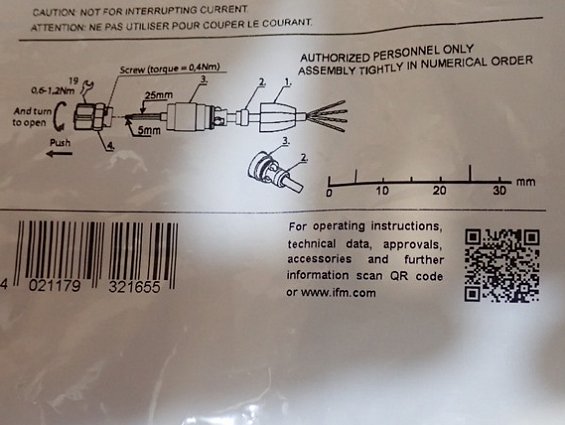 CAUTION: NOT FOR INTERRUPTING CURRENT.
ATTENTION: NE PAS UTILISER POUR COUPER LE COURANT.
AUTHORIZED PERSONNEL ONLY
ASSEMBLY TIGHTLY IN NUMERICAL ORDER
Screw (torque = 0,4Nm)
19
0,6-1,2Nm
25mm
3.
2.
1.
And turn
to open
5mm
Push
4.
3.
2.
0 10 20 30 mm
For operating instructions,
technical data, approvals,
accessories and further
information scan QR code
or www.ifm.com
4 021179 321655